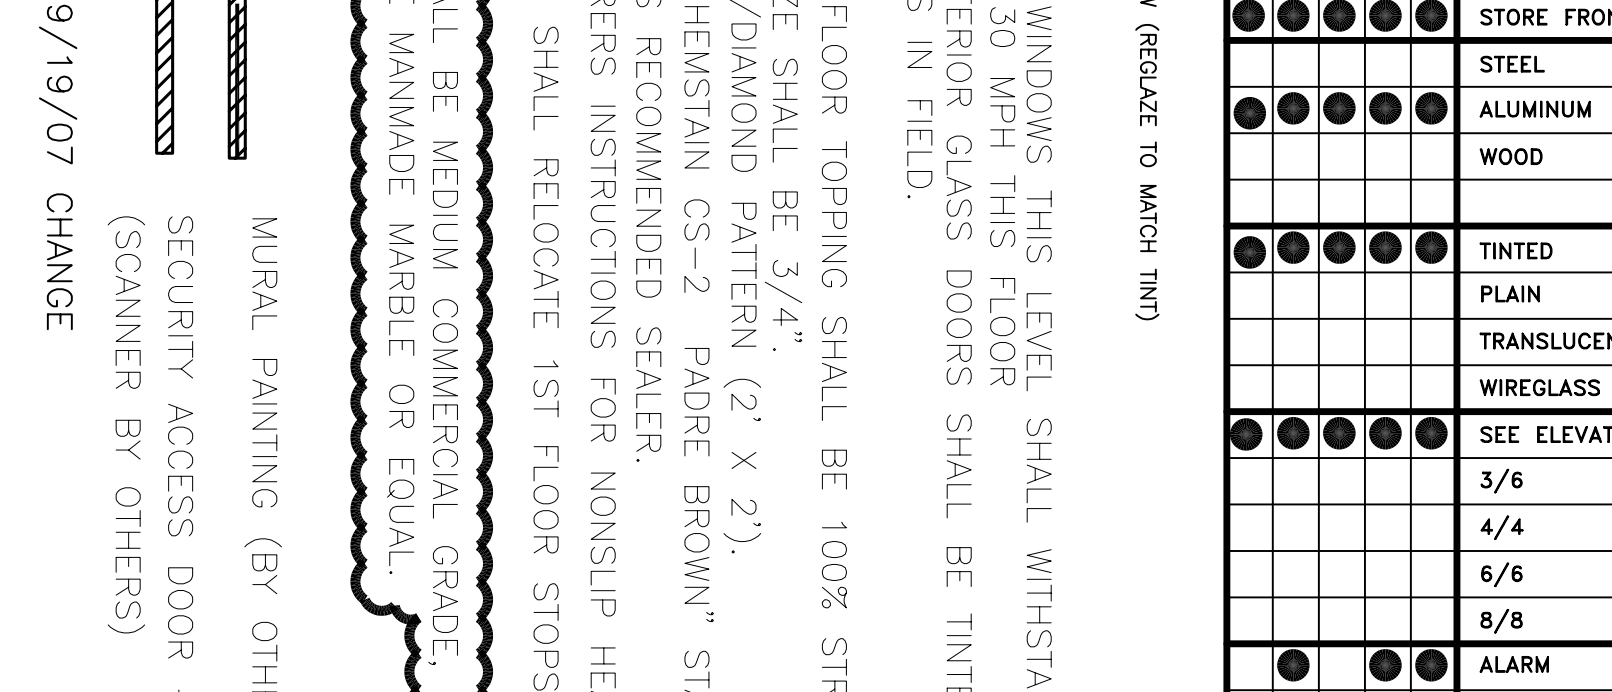 W (REGLAZE TO MATCH TINT)
WINDOWS THIS LEVEL SHALL WITHSTA
30 MPH THIS FLOOR
TERIOR GLASS DOORS SHALL BE TINTE
S IN FIELD.
FLOOR TOPPING SHALL BE 100% STR
ZE SHALL BE 3/4".
/DIAMOND PATTERN (2' X 2').
HEMSTAIN CS-2 PADRE BROWN" STA
S RECOMMENDED SEALER.
RERS INSTRUCTIONS FOR NONSLIP HEA
SHALL RELOCATE 1ST FLOOR STOPS
ALL BE MEDIUM COMMERCIAL GRADE,
E MANMADE MARBLE OR EQUAL.
MURAL PAINTING (BY OTHE
SECURITY ACCESS DOOR
(SCANNER BY OTHERS)
9/19/07 CHANGE
STORE FRON
STEEL
ALUMINUM
WOOD
TINTED
PLAIN
TRANSLUCEN
WIREGLASS
SEE ELEVAT
3/6
4/4
6/6
8/8
ALARM